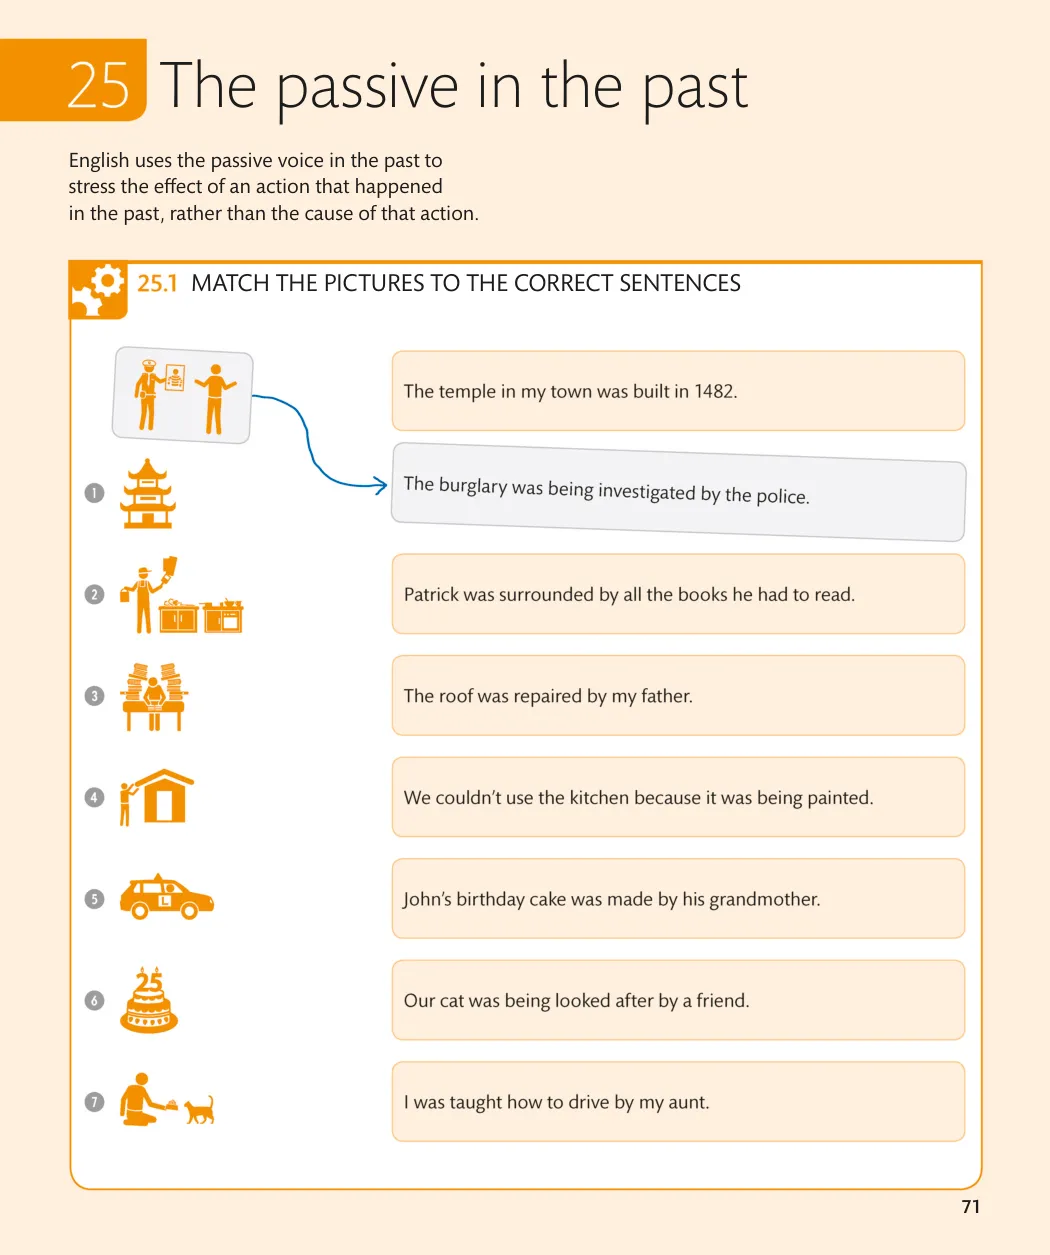 25 The passive in the past
English uses the passive voice in the past to
stress the effect of an action that happened
in the past, rather than the cause of that action.
25.1 MATCH THE PICTURES TO THE CORRECT SENTENCES
The temple in my town was built in 1482.
1
The burglary was being investigated by the police.
2
Patrick was surrounded by all the books he had to read.
3
The roof was repaired by my father.
4
We couldn’t use the kitchen because it was being painted.
5
L
John’s birthday cake was made by his grandmother.
6
25
Our cat was being looked after by a friend.
7
I was taught how to drive by my aunt.
71